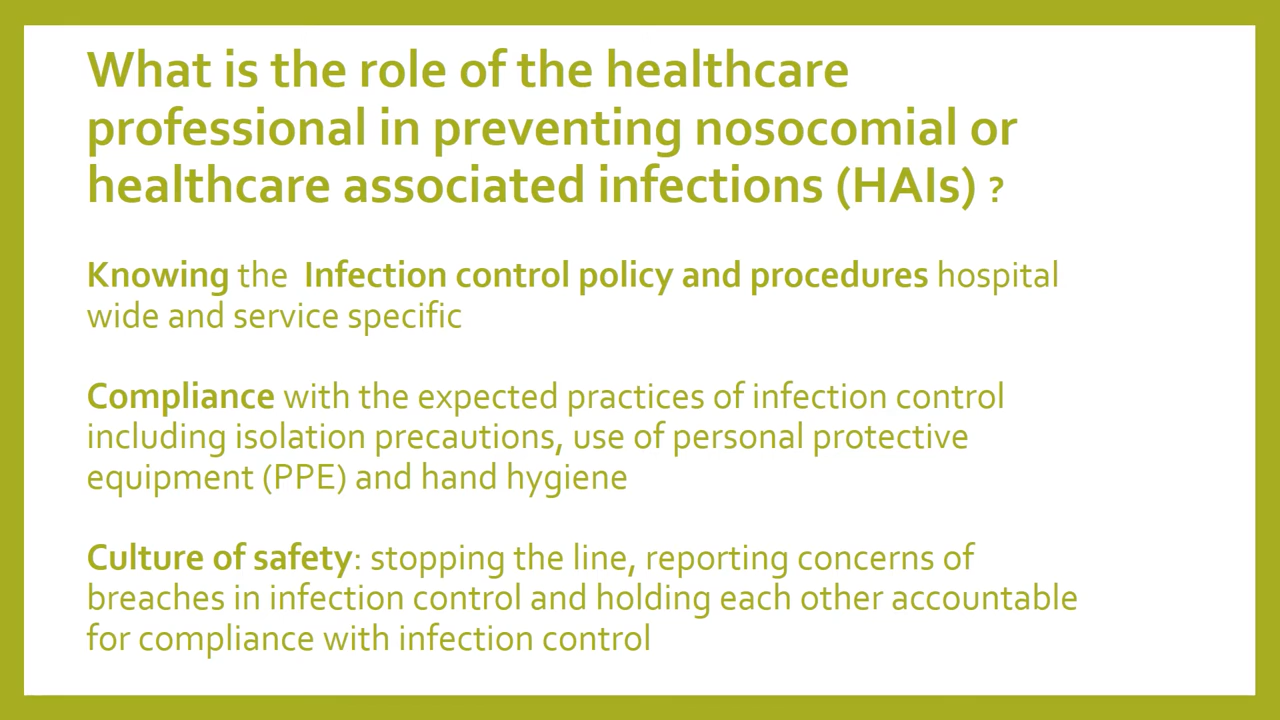 What is the role of the healthcare
professional in preventing nosocomial or
healthcare associated infections (HAIs) ?
Knowing the  Infection control policy and procedures hospital
wide and service specific
Compliance with the expected practices of infection control
including isolation precautions, use of personal protective
equipment (PPE) and hand hygiene
Culture of safety: stopping the line, reporting concerns of
breaches in infection control and holding each other accountable
for compliance with infection control